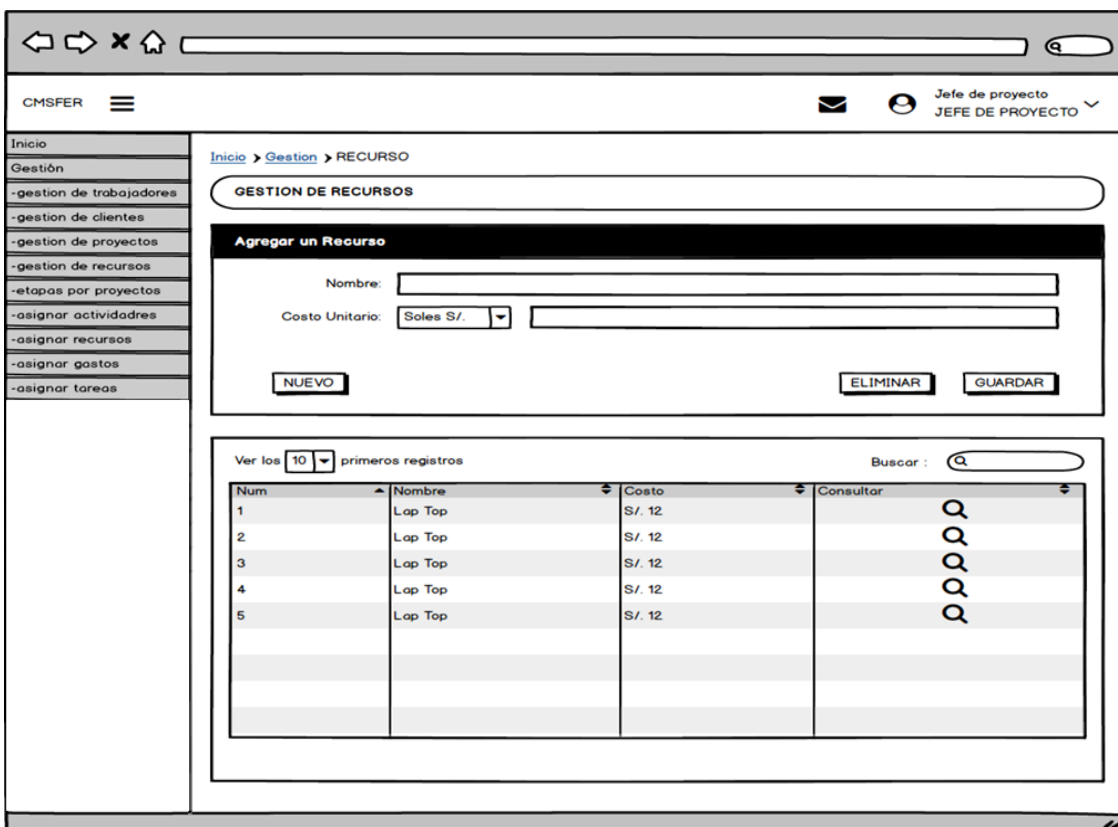 CMSFER
Jefe de proyecto
JEFE DE PROYECTO
Inicio
Gestión
-gestion de trabajadores
-gestion de clientes
-gestion de proyectos
-gestion de recursos
-etapas por proyectos
-asignar actividadres
-asignar recursos
-asignar gastos
-asignar tareas
Inicio > Gestion > RECURSO
GESTION DE RECURSOS
Agregar un Recurso
Nombre:
Costo Unitario: Soles S/.
NUEVO ELIMINAR GUARDAR
Ver los 10 primeros registros Buscar :
Num Nombre Costo Consultar
1 Lap Top S/. 12
2 Lap Top S/. 12
3 Lap Top S/. 12
4 Lap Top S/. 12
5 Lap Top S/. 12